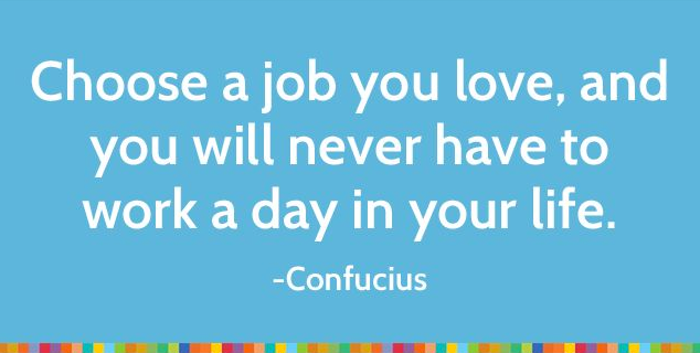 Choose a job you love, and
you will never have to
work a day in your life.
-Confucius